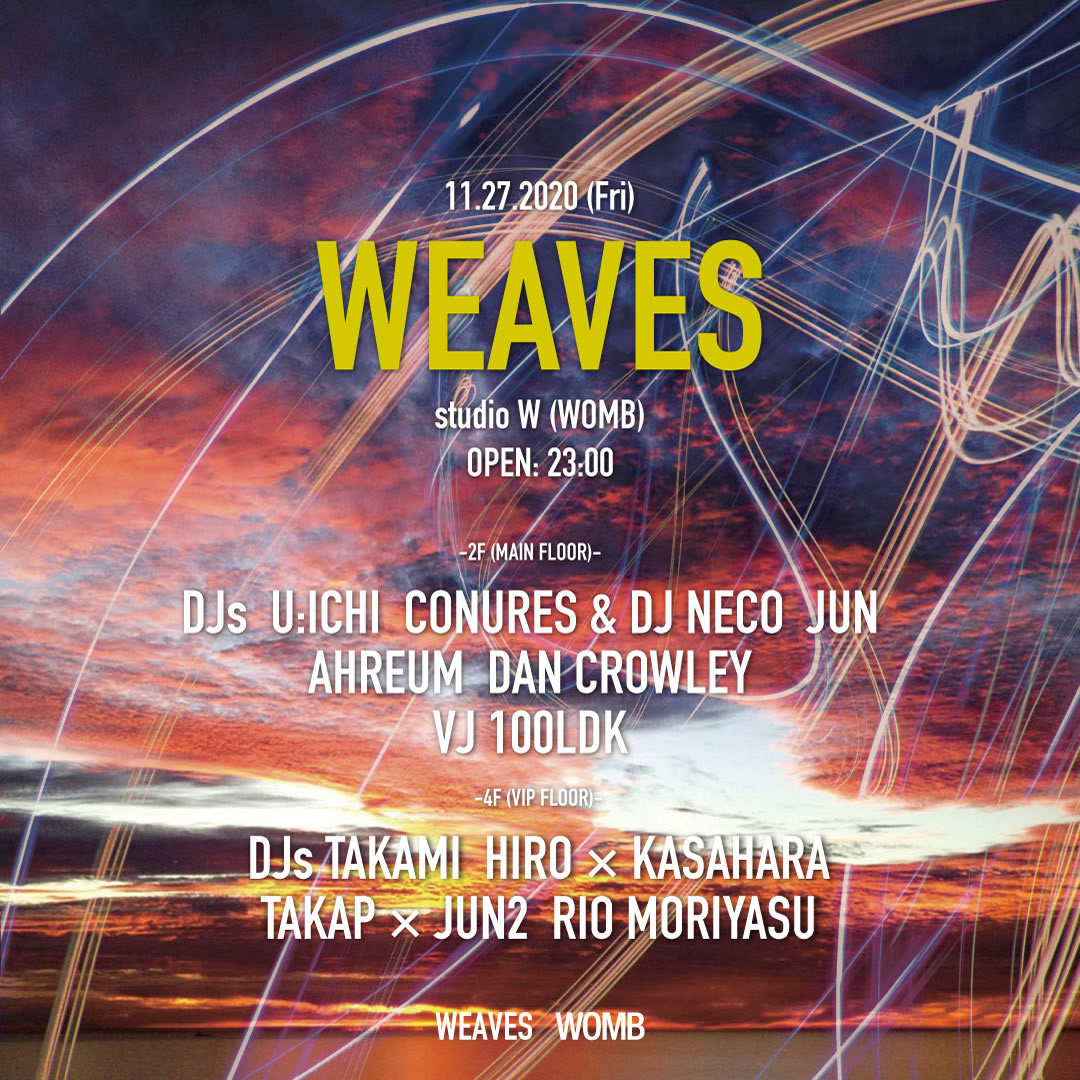 11.27.2020 (Fri)
WEAVES
studio W (WOMB)
OPEN: 23:00
-2F (MAIN FLOOR)-
DJs U:ICHI CONURES & DJ NECO JUN
AHREUM DAN CROWLEY
VJ 100LDK
-4F (VIP FLOOR)-
DJs TAKAMI HIRO × KASAHARA
TAKAP × JUN2 RIO MORIYASU
WEAVES WOMB